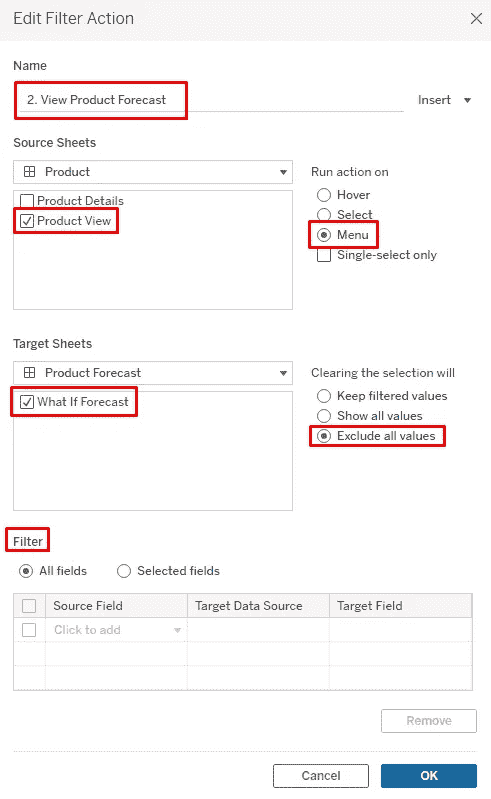 Edit Filter Action
Name
2. View Product Forecast
Insert
Source Sheets
Product
Run action on
Product Details
Product View
Hover
Select
Menu
Single-select only
Target Sheets
Product Forecast
Clearing the selection will
What If Forecast
Keep filtered values
Show all values
Exclude all values
Filter
All fields Selected fields
Source Field Target Data Source Target Field
Click to add
Remove
Cancel OK